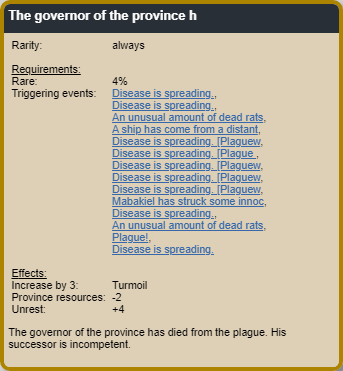 The governor of the province h
Rarity: always
Requirements:
Rare: 4%
Triggering events: Disease is spreading.,
Disease is spreading.,
An unusual amount of dead rats,
A ship has come from a distant,
Disease is spreading. [Plaguew,
Disease is spreading. [Plague ,
Disease is spreading. [Plaguew,
Disease is spreading. [Plaguew,
Disease is spreading. [Plaguew,
Mabakiel has struck some innoc,
Disease is spreading.,
An unusual amount of dead rats,
Plague!,
Disease is spreading.
Effects:
Increase by 3: Turmoil
Province resources: -2
Unrest: +4
The governor of the province has died from the plague. His
successor is incompetent.